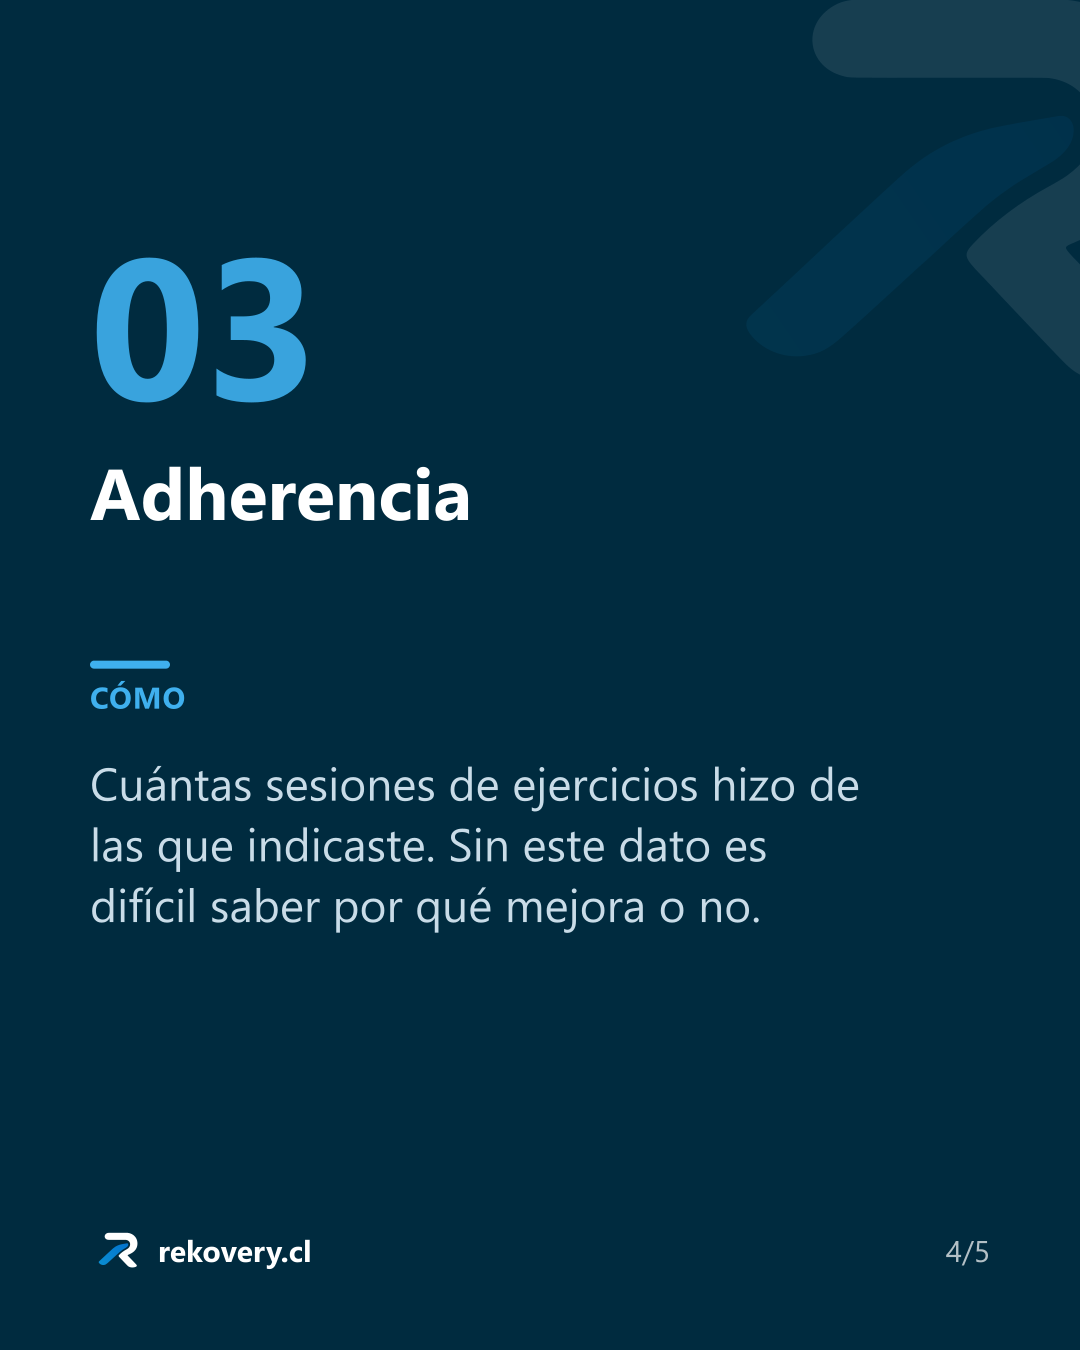 03
Adherencia
CÓMO
Cuántas sesiones de ejercicios hizo de
las que indicaste. Sin este dato es
difícil saber por qué mejora o no.
rekovery.cl
4/5